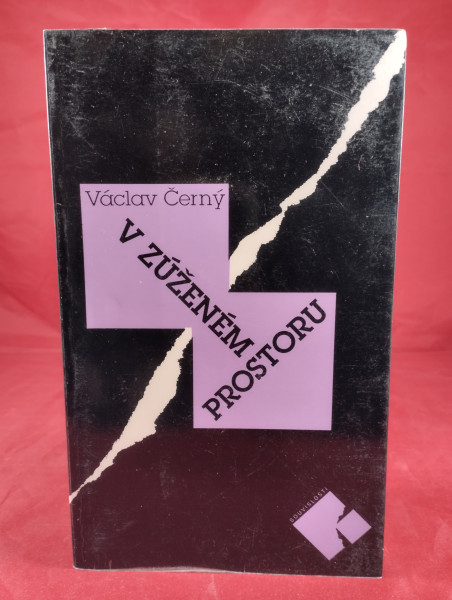 Václav Černý
V ZÚŽENÉM
PROSTORU
SOUVISLOSTI